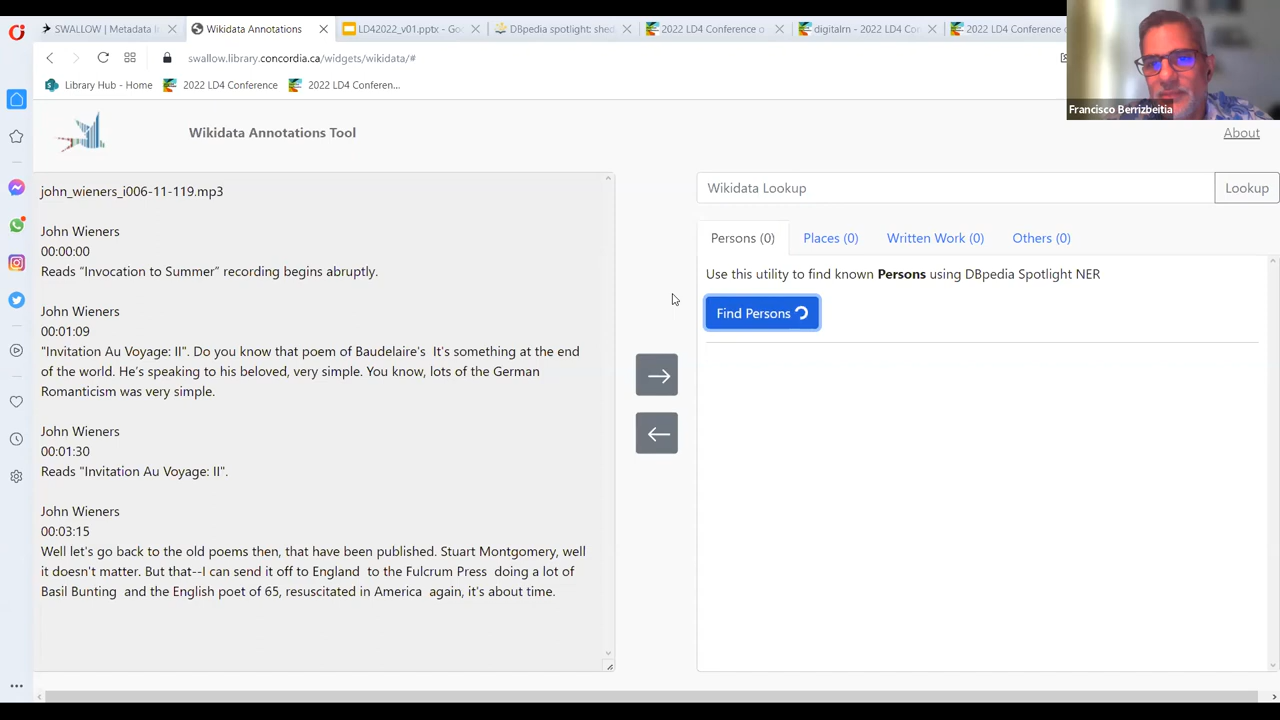 SWALLOW | Metadata I
Wikidata Annotations
LD42022_v01.pptx - Go
DBpedia spotlight: shed
2022 LD4 Conference o
digitalrn - 2022 LD4 Co
2022 LD4 Conference o
swallow.library.concordia.ca/widgets/wikidata/#
Library Hub - Home
2022 LD4 Conference
2022 LD4 Conferen...
Francisco Berrizbeitia
Wikidata Annotations Tool
About
john_wieners_i006-11-119.mp3
John Wieners
00:00:00
Reads “Invocation to Summer” recording begins abruptly.
John Wieners
00:01:09
"Invitation Au Voyage: II". Do you know that poem of Baudelaire's  It's something at the end
of the world. He's speaking to his beloved, very simple. You know, lots of the German
Romanticism was very simple.
John Wieners
00:01:30
Reads "Invitation Au Voyage: II".
John Wieners
00:03:15
Well let's go back to the old poems then, that have been published. Stuart Montgomery, well
it doesn't matter. But that--I can send it off to England  to the Fulcrum Press  doing a lot of
Basil Bunting  and the English poet of 65, resuscitated in America  again, it's about time.
Wikidata Lookup
Lookup
Persons (0)
Places (0)
Written Work (0)
Others (0)
Use this utility to find known Persons using DBpedia Spotlight NER
Find Persons